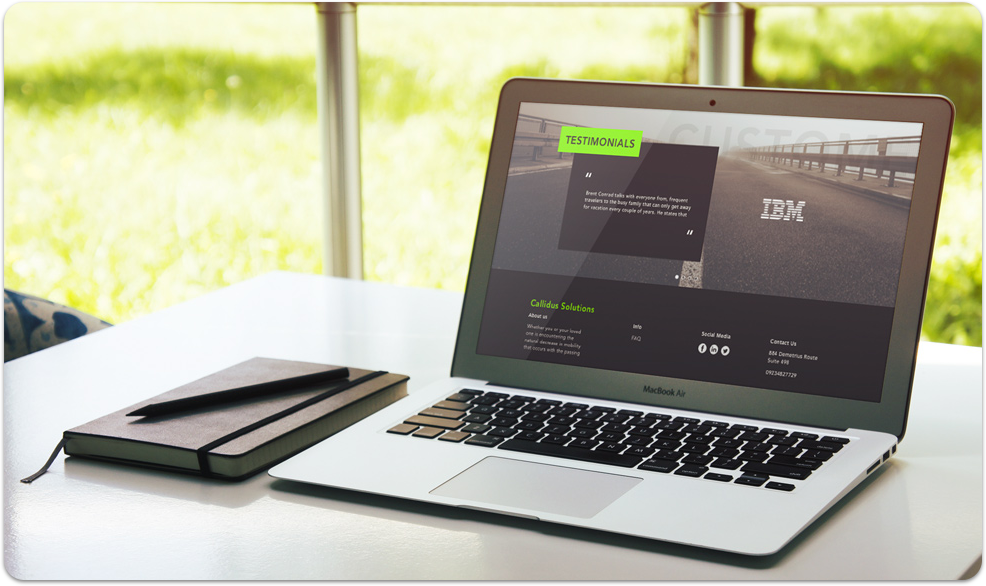 CUSTOM
TESTIMONIALS
"
Brent Conrad talks with everyone from, frequent
travelers to the busy family that can only get away
for vacation every couple of years. He states that
"
IBM
Callidus Solutions
About us
Whether you or your loved
one is encountering the
natural decrease in mobility
that occurs with the passing
Info
FAQ
Social Media
Contact Us
884 Demetrius Route
Suite 498
09234827729
MacBook Air